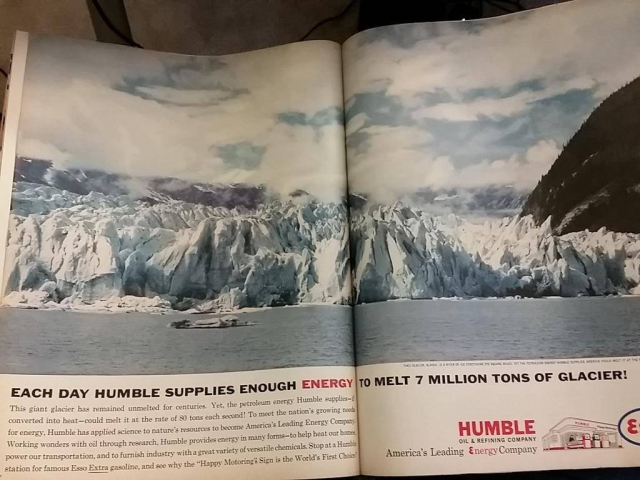 EACH DAY HUMBLE SUPPLIES ENOUGH ENERGY TO MELT 7 MILLION TONS OF GLACIER!
This giant glacier has remained unmelted for centuries. Yet, the petroleum energy Humble supplies—if
converted into heat—could melt it at the rate of 80 tons each second! To meet the nation's growing needs
for energy, Humble has applied science to nature's resources to become America's Leading Energy Company.
Working wonders with oil through research, Humble provides energy in many forms—to help heat our homes,
power our transportation, and to furnish industry with a great variety of versatile chemicals. Stop at a Humble
station for famous Esso Extra gasoline, and see why the "Happy Motoring" Sign is the World's First Choice!
HUMBLE
OIL & REFINING COMPANY
America's Leading Energy Company